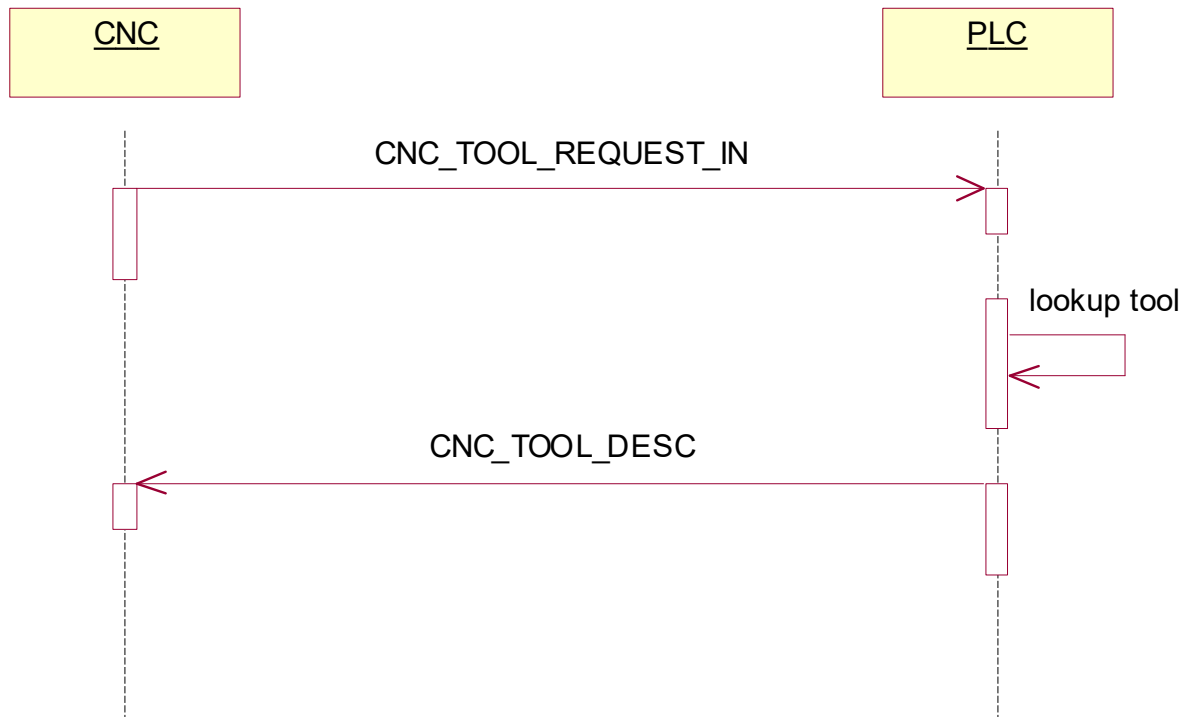 CNC
PLC
CNC_TOOL_REQUEST_IN
lookup tool
CNC_TOOL_DESC